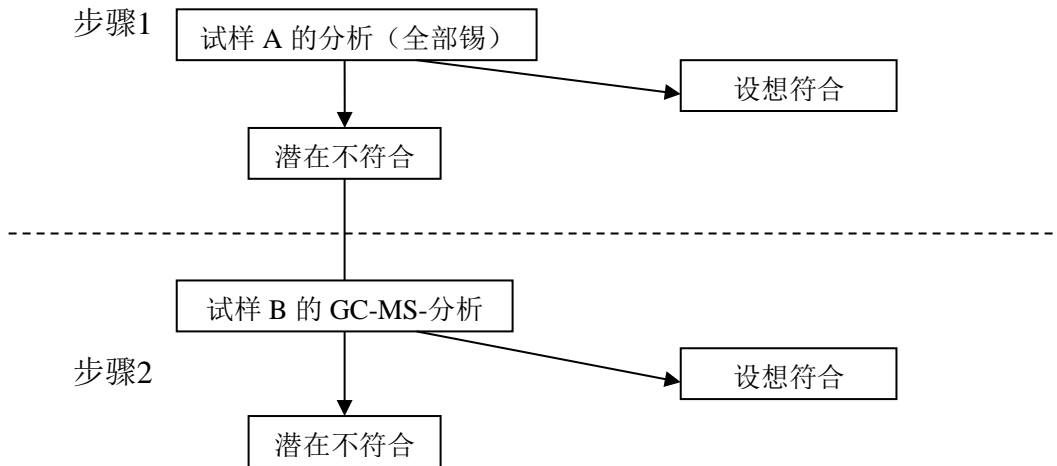 步骤1
试样 A 的分析（全部锡）
设想符合
潜在不符合
试样 B 的 GC-MS-分析
步骤2
设想符合
潜在不符合